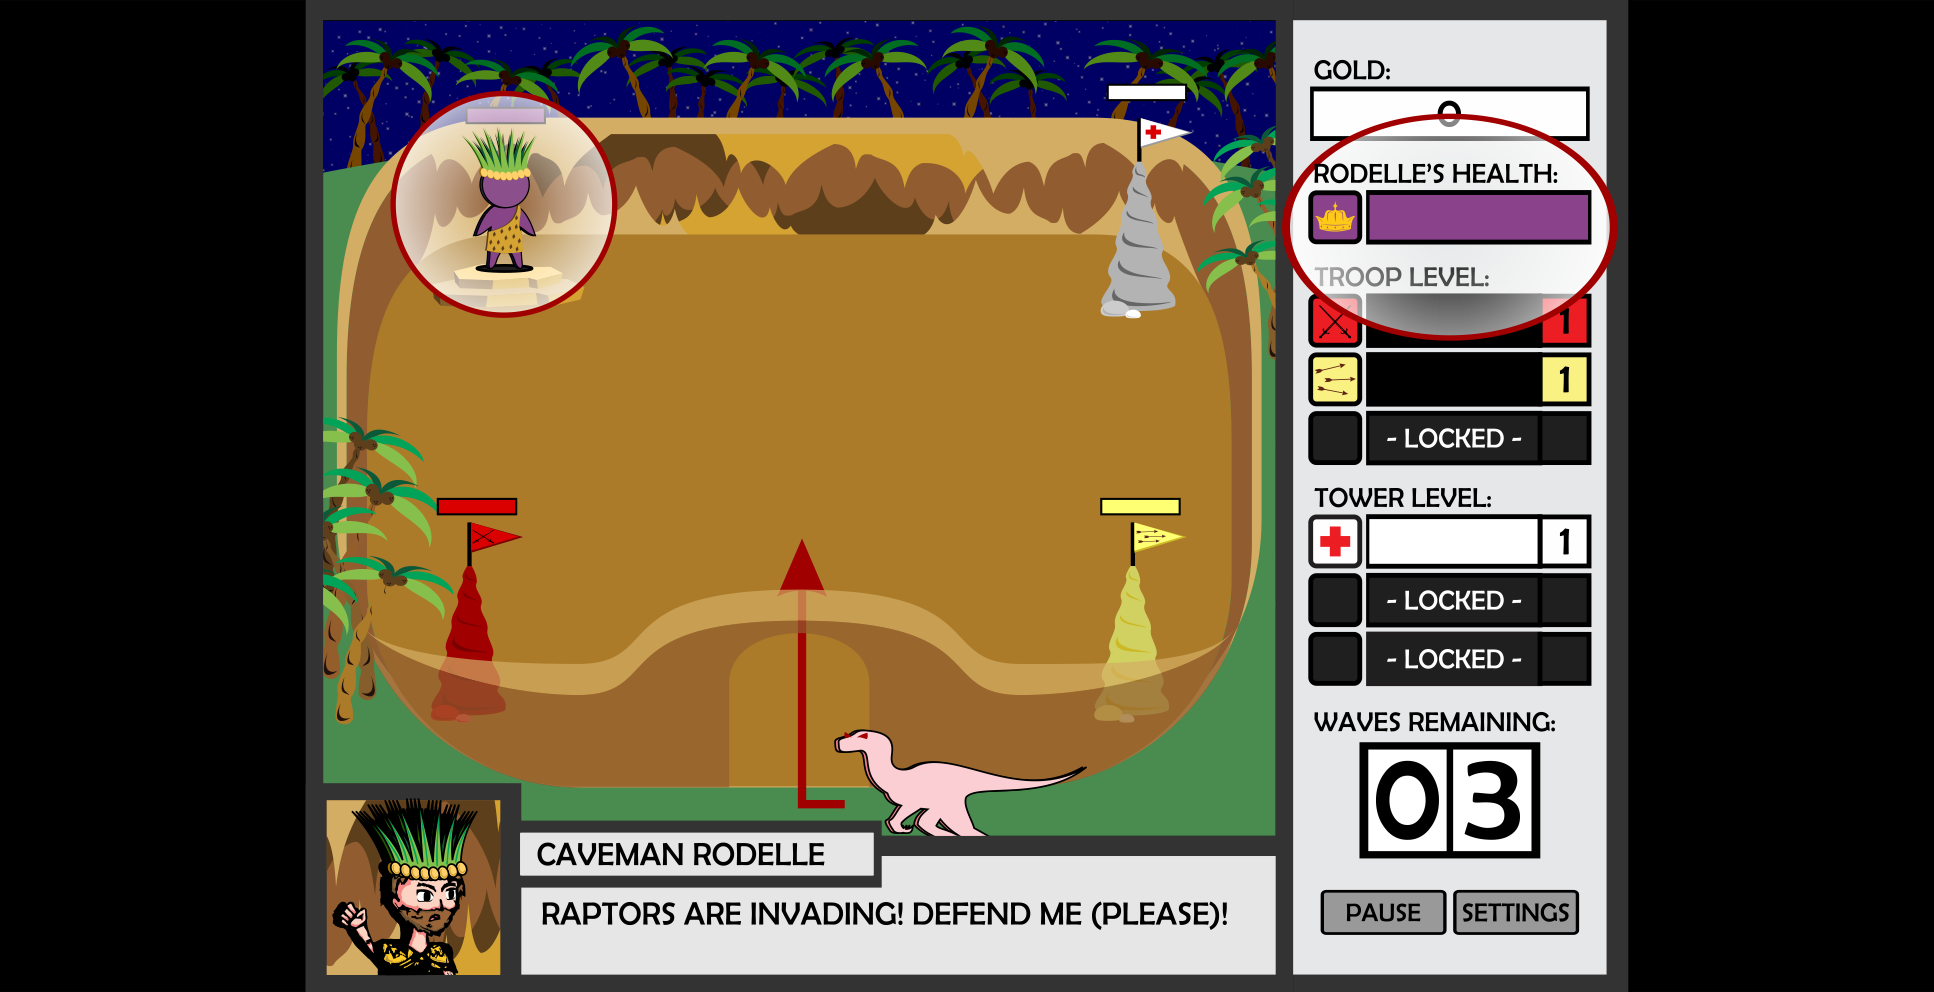 GOLD:
0
RODELLE'S HEALTH:
TROOP LEVEL:
1
1
- LOCKED -
TOWER LEVEL:
1
- LOCKED -
- LOCKED -
WAVES REMAINING:
03
PAUSE SETTINGS
CAVEMAN RODELLE
RAPTORS ARE INVADING! DEFEND ME (PLEASE)!